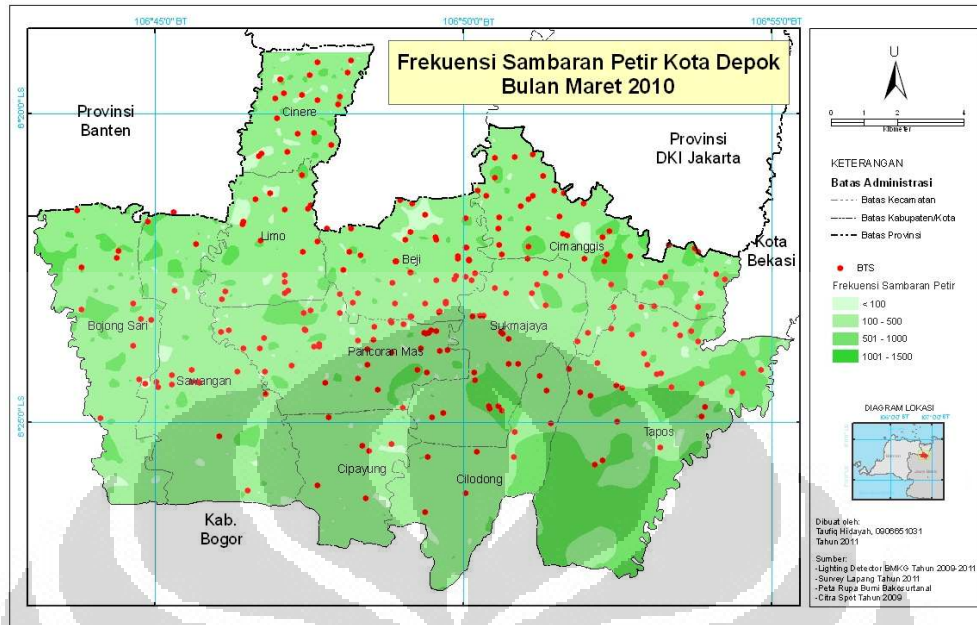 106°45'0"BT
106°50'0"BT
106°55'0"BT
Frekuensi Sambaran Petir Kota Depok
Bulan Maret 2010
Provinsi
Banten
Provinsi
DKI Jakarta
Kota
Bekasi
Kab.
Bogor
6°20'0"LS
6°25'0"LS
Cinere
Limo
Beji
Cimanggis
Bojong Sari
Sukmajaya
Pancoran Mas
Sawangan
Tapos
Cipayung
Cilodong
U
0 1 2 4
Kilometer
KETERANGAN
Batas Administrasi
Batas Kecamatan
Batas Kabupaten/Kota
Batas Provinsi
BTS
Frekuensi Sambaran Petir
< 100
100 - 500
501 - 1000
1001 - 1500
DIAGRAM LOKASI
Dibuat oleh:
Taufiq Hidayah, 0906651031
Tahun 2011
Sumber:
-Lighting Detector BMKG Tahun 2009-2011
-Survey Lapang Tahun 2011
-Peta Rupa Bumi Bakosurtanal
-Citra Spot Tahun 2009